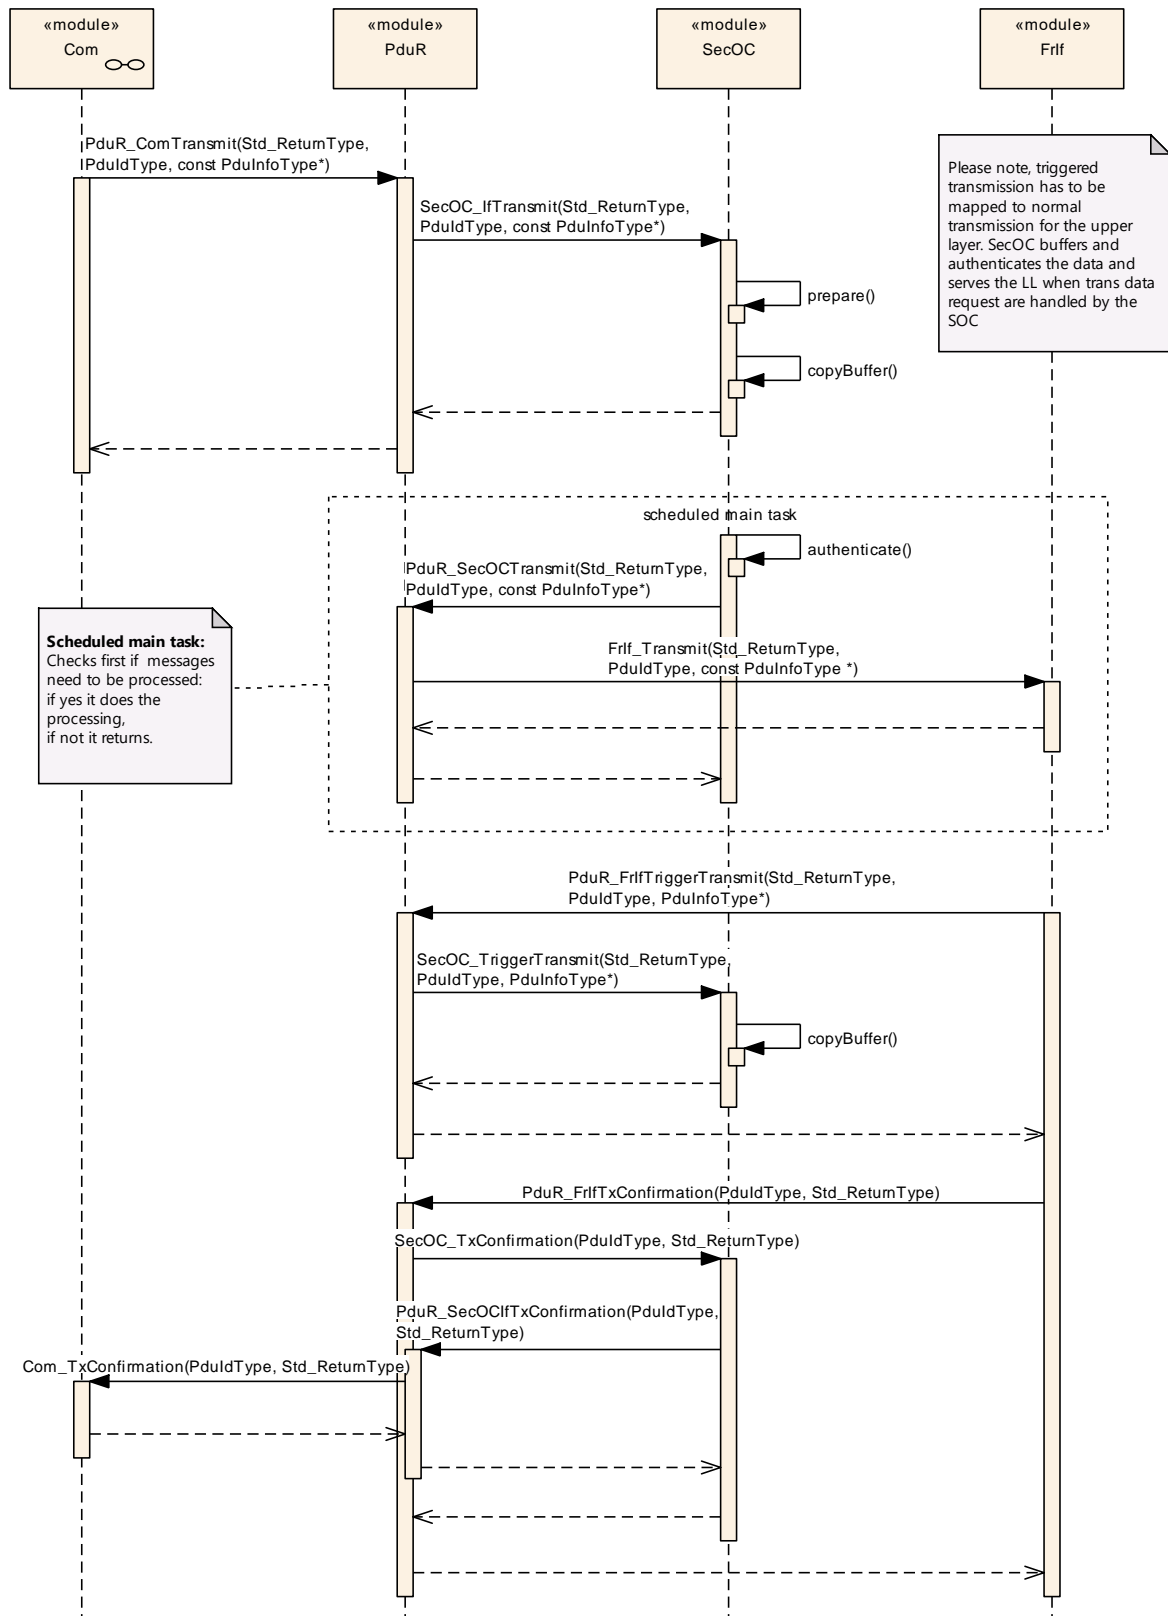 «module»
Com
«module»
PduR
«module»
SecOC
«module»
FrIf
PduR_ComTransmit(Std_ReturnType,
PduIdType, const PduInfoType*)
Please note, triggered
transmission has to be
mapped to normal
transmission for the upper
layer. SecOC buffers and
authenticates the data and
serves the LL when trans data
request are handled by the
SOC
SecOC_IfTransmit(Std_ReturnType,
PduIdType, const PduInfoType*)
prepare()
copyBuffer()
scheduled main task
authenticate()
PduR_SecOCTransmit(Std_ReturnType,
PduIdType, const PduInfoType*)
Scheduled main task:
Checks first if messages
need to be processed:
if yes it does the
processing,
if not it returns.
FrIf_Transmit(Std_ReturnType,
PduIdType, const PduInfoType *)
PduR_FrIfTriggerTransmit(Std_ReturnType,
PduIdType, PduInfoType*)
SecOC_TriggerTransmit(Std_ReturnType,
PduIdType, PduInfoType*)
copyBuffer()
PduR_FrIfTxConfirmation(PduIdType, Std_ReturnType)
SecOC_TxConfirmation(PduIdType, Std_ReturnType)
PduR_SecOCIfTxConfirmation(PduIdType,
Std_ReturnType)
Com_TxConfirmation(PduIdType, Std_ReturnType)